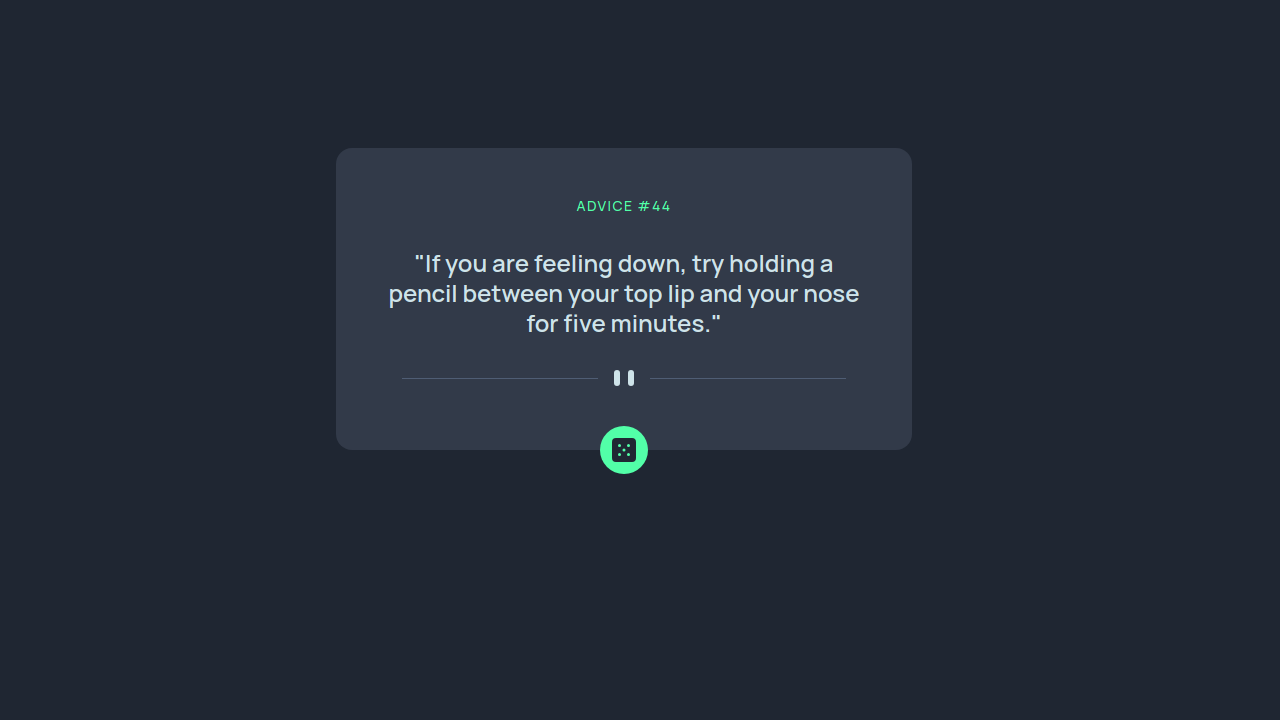 ADVICE #44
"If you are feeling down, try holding a
pencil between your top lip and your nose
for five minutes."